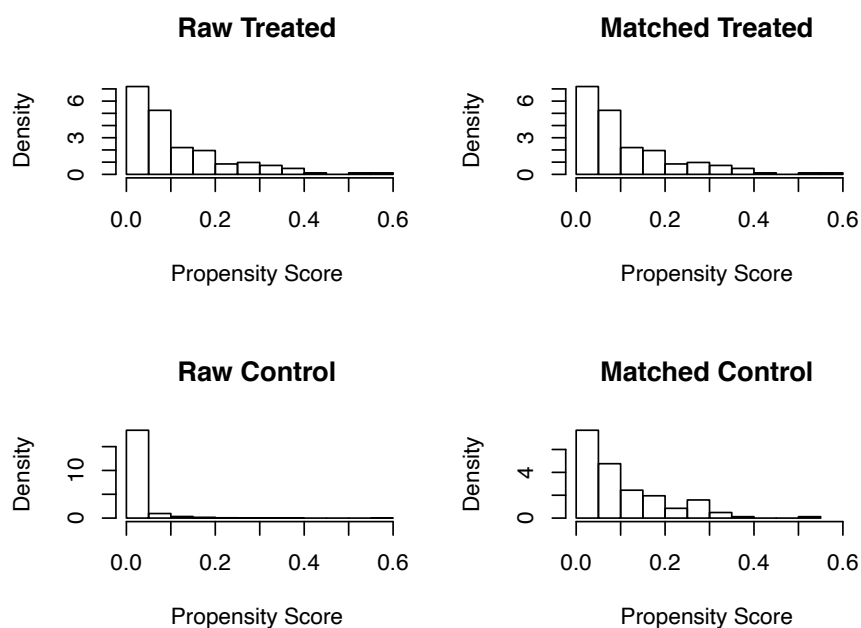 Raw Treated
Density
0 3 6
0.0 0.2 0.4 0.6
Propensity Score
Matched Treated
Density
0 3 6
0.0 0.2 0.4 0.6
Propensity Score
Raw Control
Density
0 10
0.0 0.2 0.4 0.6
Propensity Score
Matched Control
Density
0 4
0.0 0.2 0.4 0.6
Propensity Score